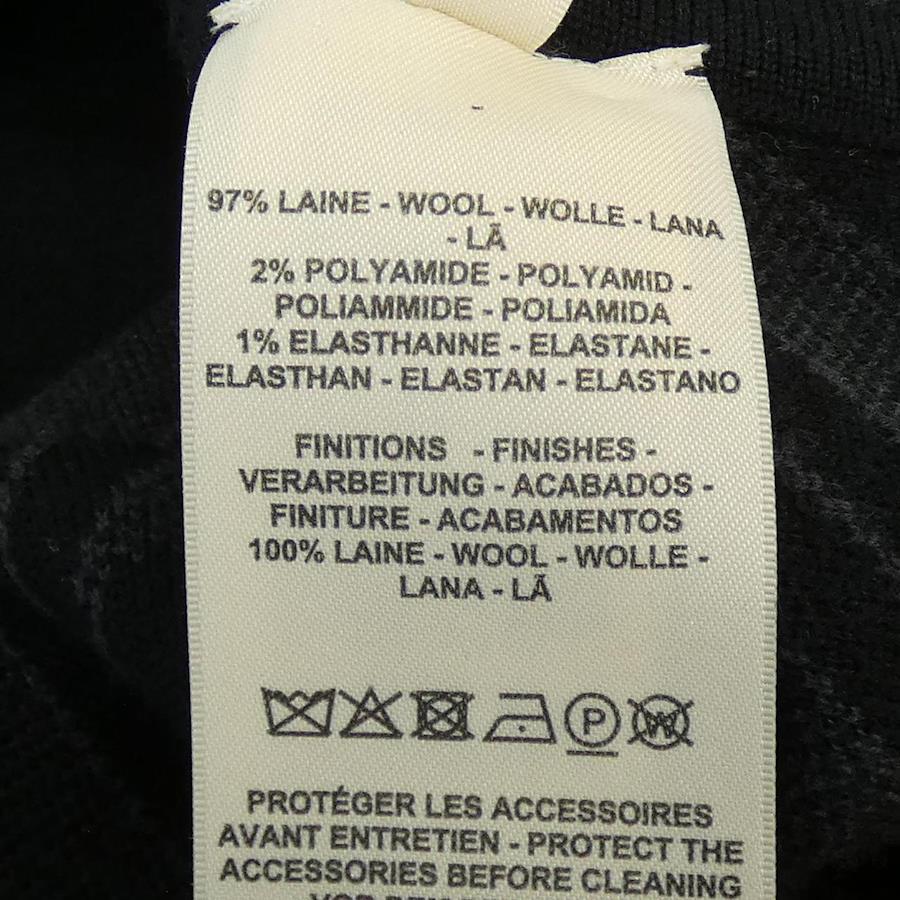 97% LAINE - WOOL - WOLLE - LANA
- LÃ
2% POLYAMIDE - POLYAMID -
POLIAMMIDE - POLIAMIDA
1% ELASTHANNE - ELASTANE -
ELASTHAN - ELASTAN - ELASTANO
FINITIONS - FINISHES -
VERARBEITUNG - ACABADOS -
FINITURE - ACABAMENTOS
100% LAINE - WOOL - WOLLE -
LANA - LÃ
P W
PROTÉGER LES ACCESSOIRES
AVANT ENTRETIEN - PROTECT THE
ACCESSORIES BEFORE CLEANING